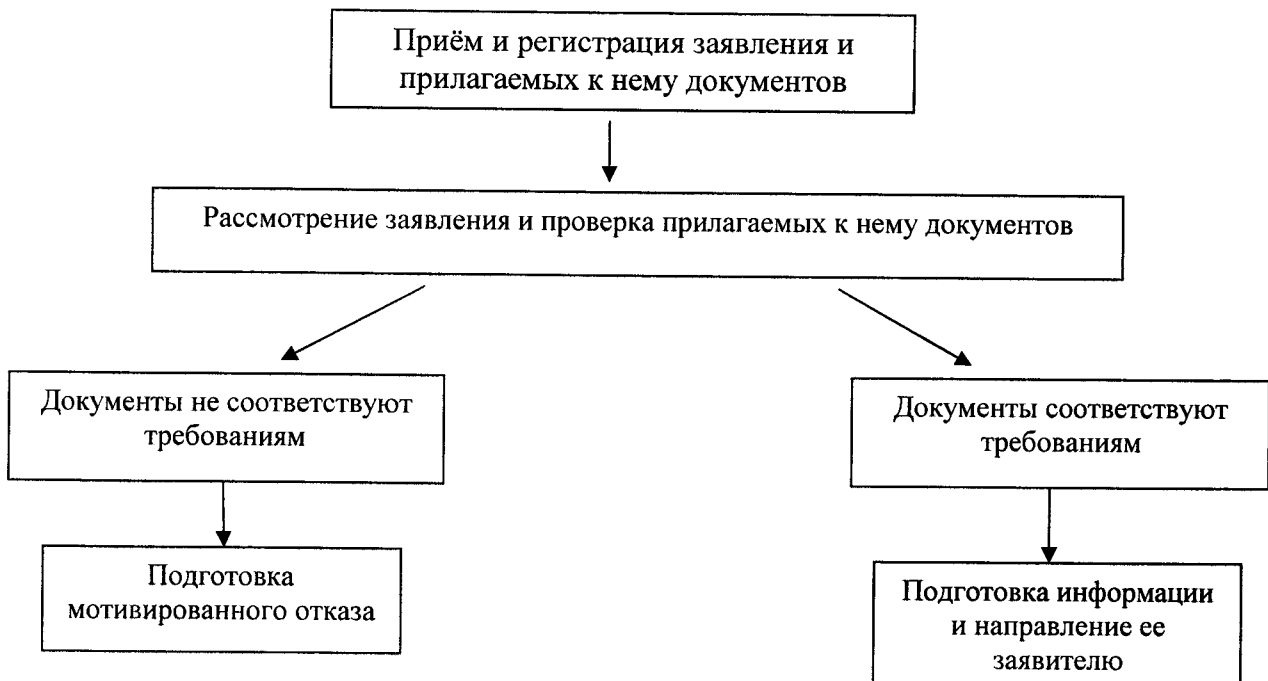 Приём и регистрация заявления и
прилагаемых к нему документов
Рассмотрение заявления и проверка прилагаемых к нему документов
Документы не соответствуют
требованиям
Документы соответствуют
требованиям
Подготовка
мотивированного отказа
Подготовка информации
и направление ее
заявителю